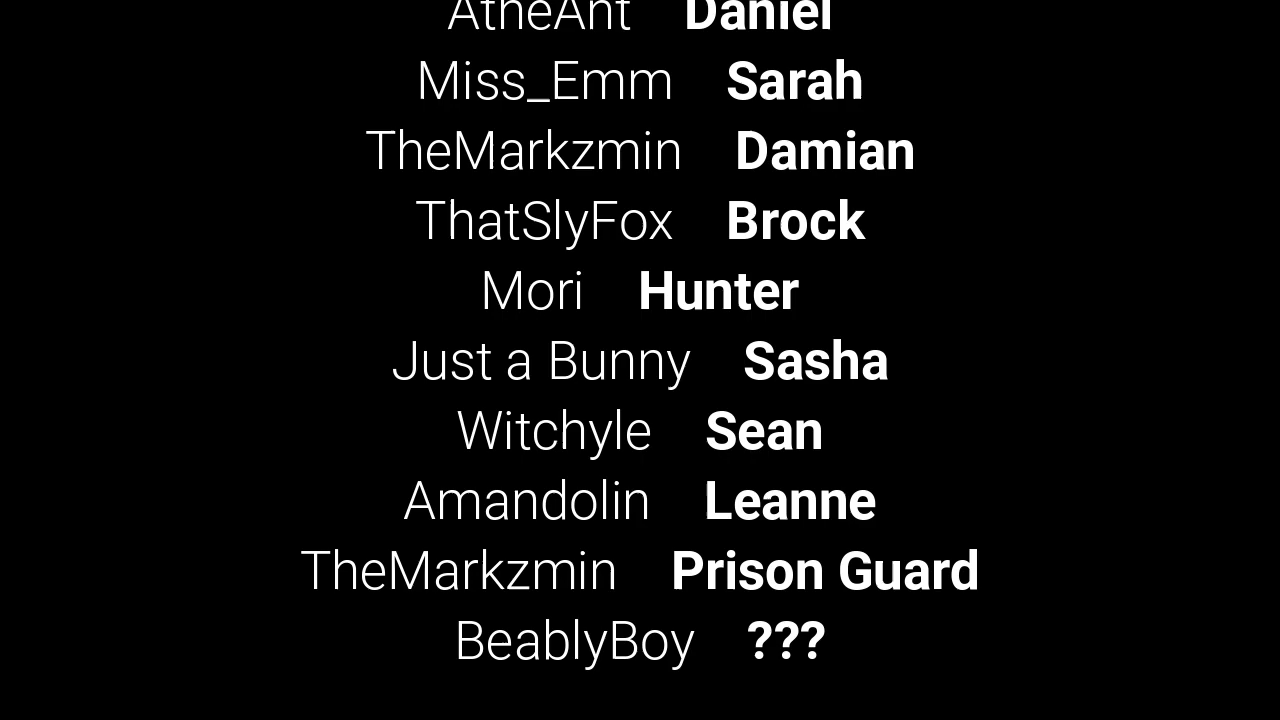 AtheAnt Daniel
Miss_Emm Sarah
TheMarkzmin Damian
ThatSlyFox Brock
Mori Hunter
Just a Bunny Sasha
Witchyle Sean
Amandolin Leanne
TheMarkzmin Prison Guard
BeablyBoy ???